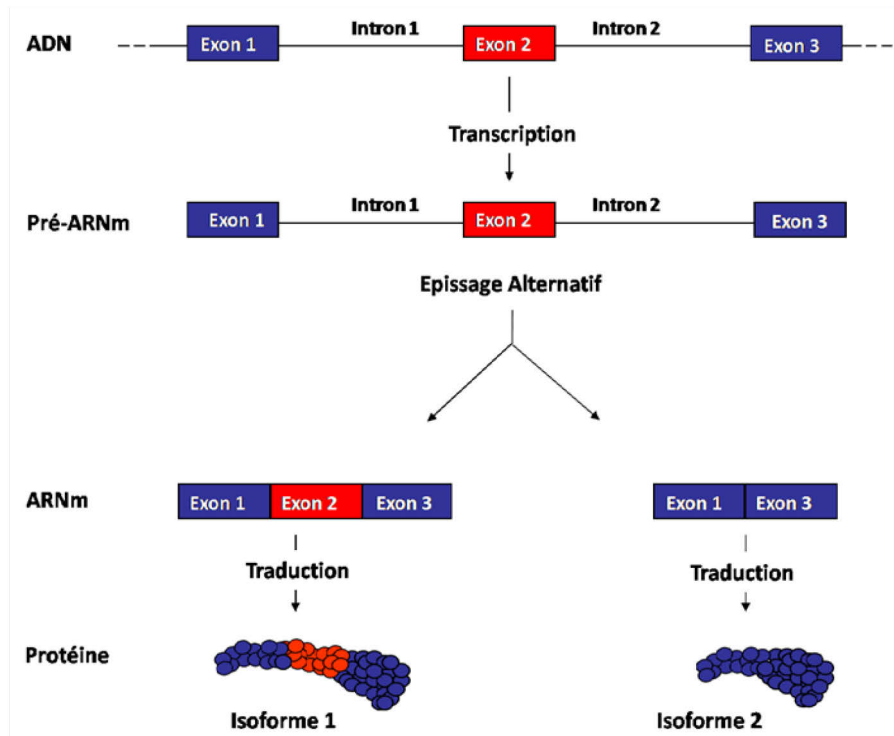 ADN
Exon 1 Intron 1 Exon 2 Intron 2 Exon 3
Transcription
Pré-ARNm
Exon 1 Intron 1 Exon 2 Intron 2 Exon 3
Epissage Alternatif
ARNm
Exon 1 Exon 2 Exon 3
Exon 1 Exon 3
Traduction
Traduction
Protéine
Isoforme 1
Isoforme 2